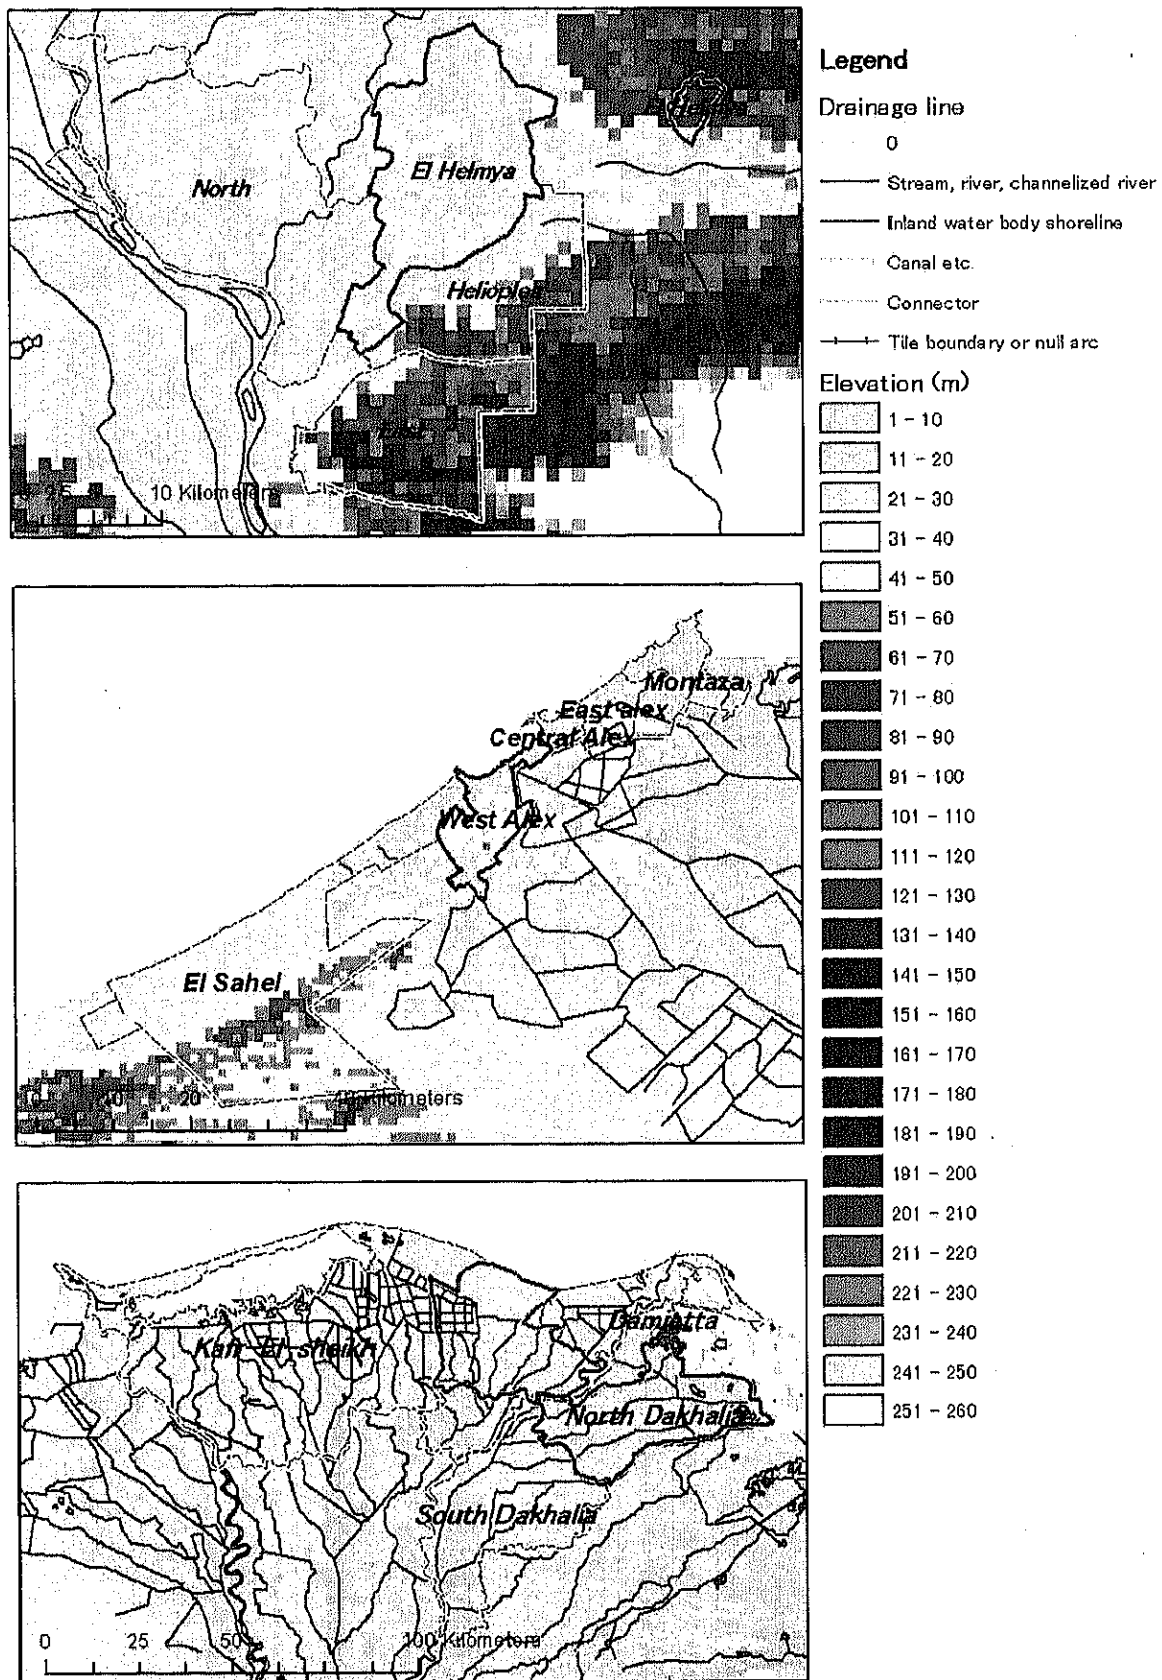 North
El Helmya
10 Kilometers
Montaza
East alex
Central Alex
West Alex
El Sahel
20
Kilometers
Damietta
Kafr El-sheikh
North Dakhalia
South Dakhalia
0 25 50 100 Kilometers
Legend
Drainage line
0
Stream, river, channelized river
Inland water body shoreline
Canal etc.
Connector
Tile boundary or null arc
Elevation (m)
1 - 10
11 - 20
21 - 30
31 - 40
41 - 50
51 - 60
61 - 70
71 - 80
81 - 90
91 - 100
101 - 110
111 - 120
121 - 130
131 - 140
141 - 150
151 - 160
161 - 170
171 - 180
181 - 190
191 - 200
201 - 210
211 - 220
221 - 230
231 - 240
241 - 250
251 - 260